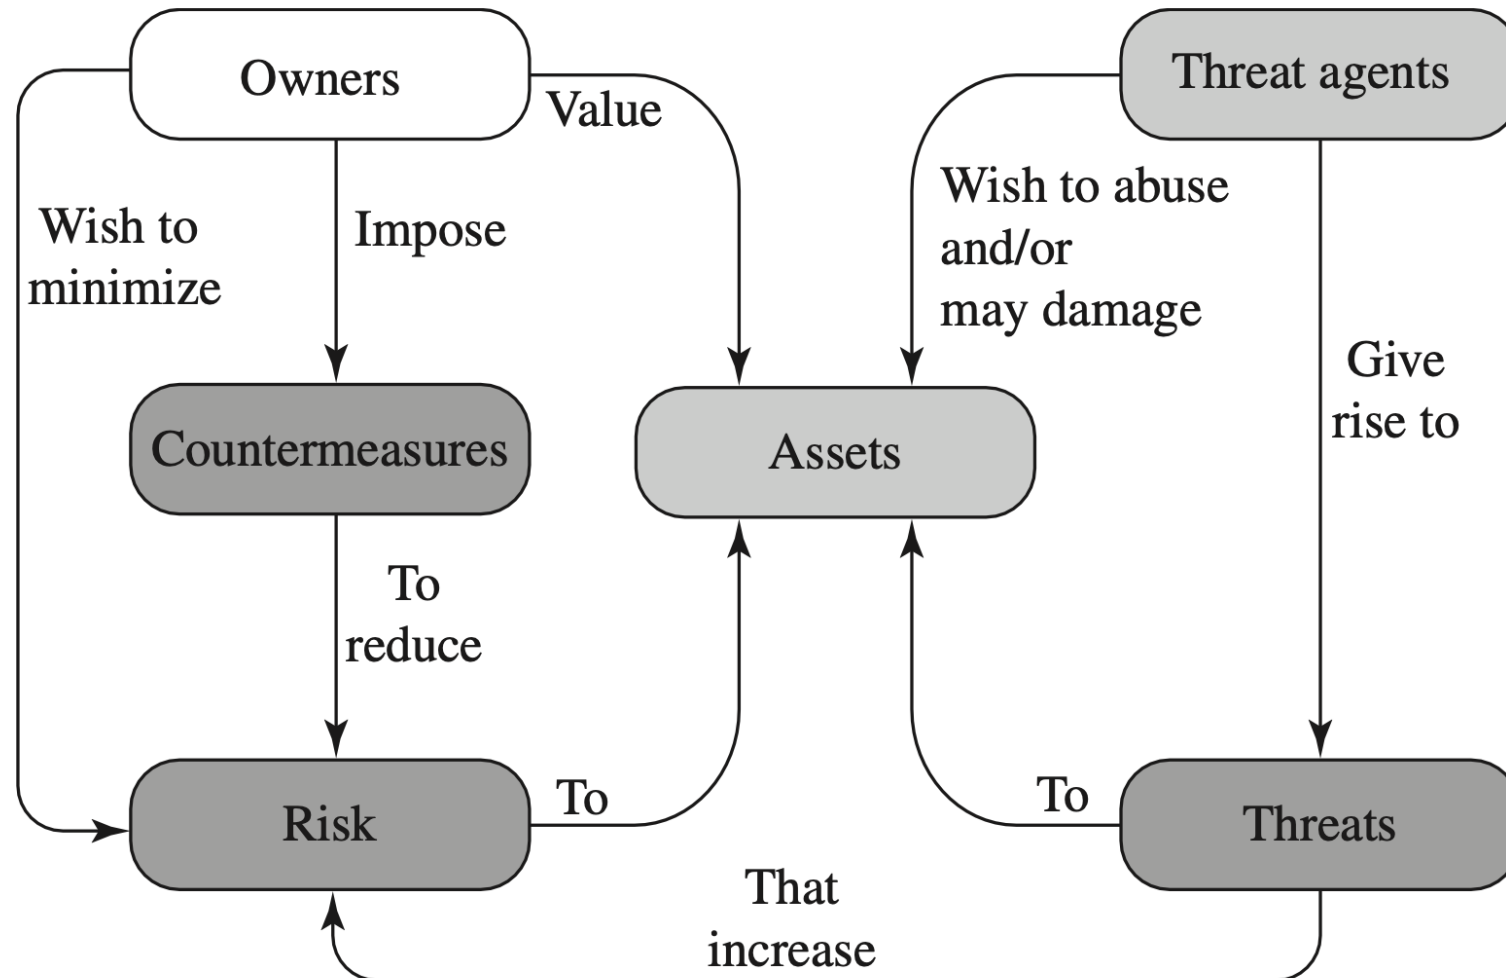 Owners
Threat agents
Value
Wish to abuse
and/or
may damage
Wish to
minimize
Impose
Give
rise to
Countermeasures
Assets
To
reduce
To
To
Risk
Threats
That
increase